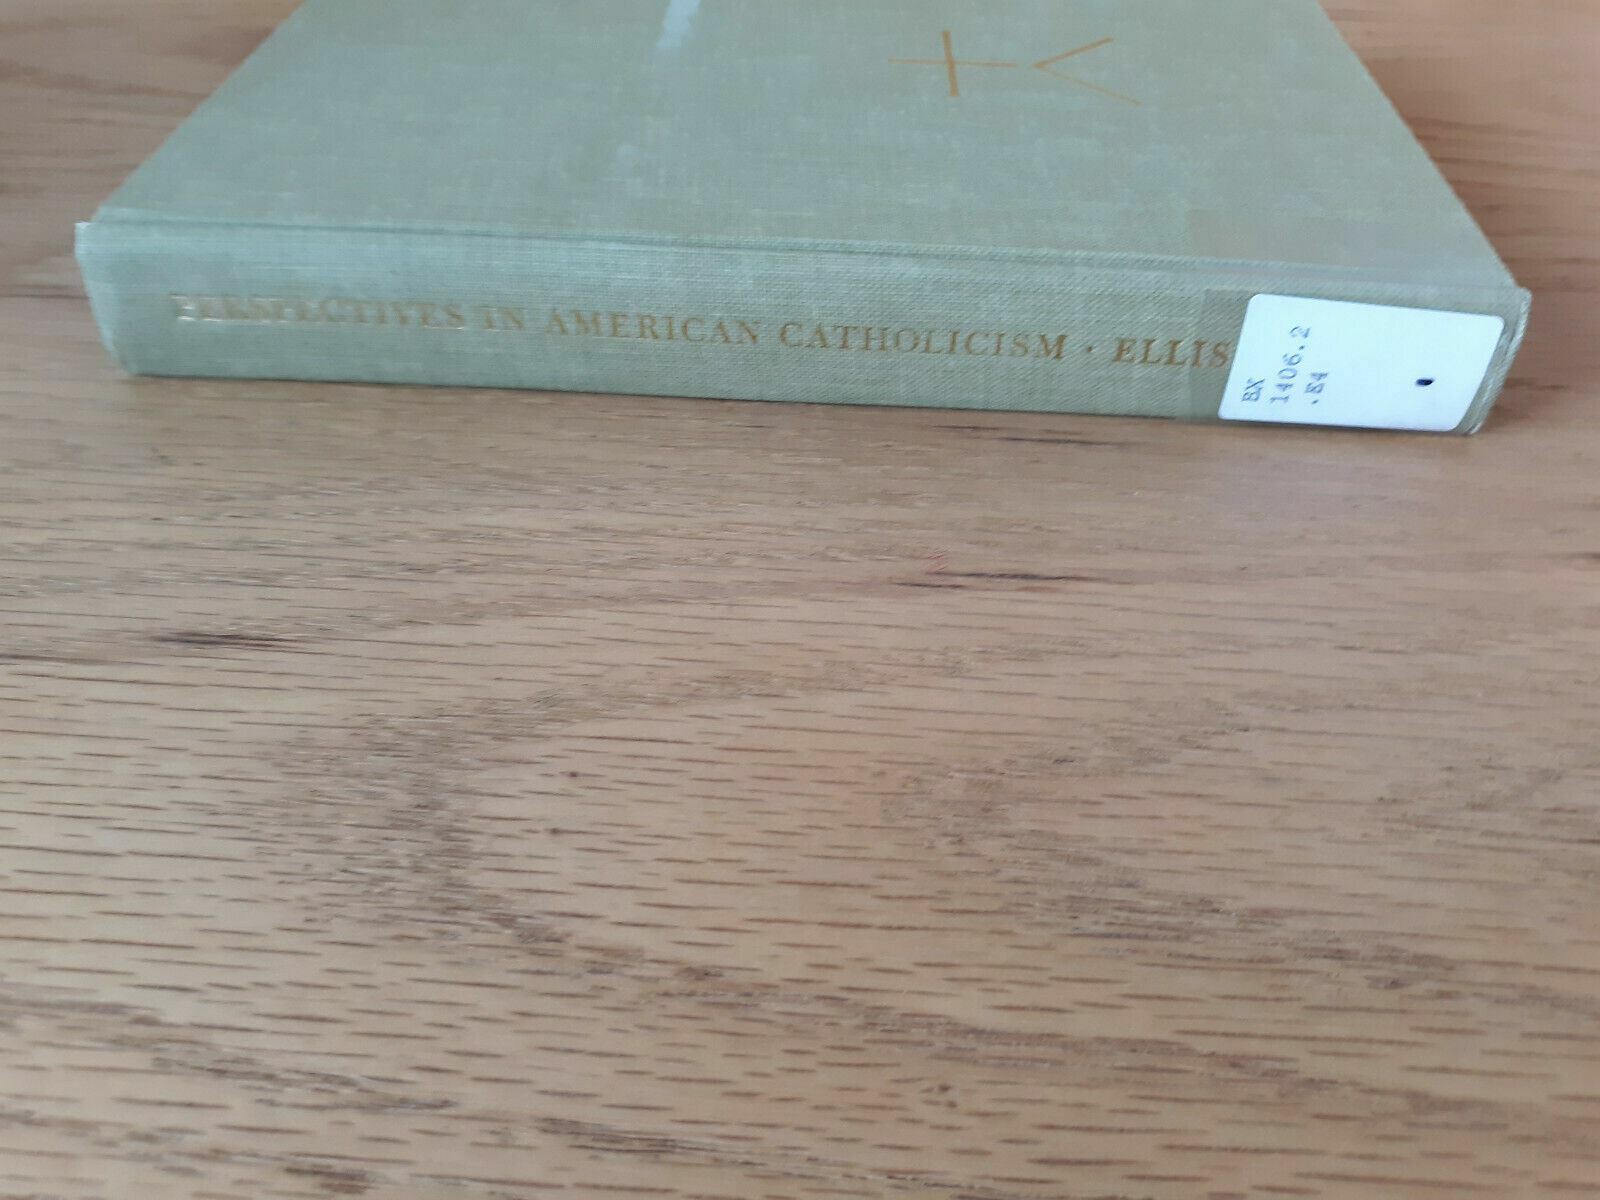 PERSPECTIVES IN AMERICAN CATHOLICISM · ELLIS
BX
1406.2
.E4